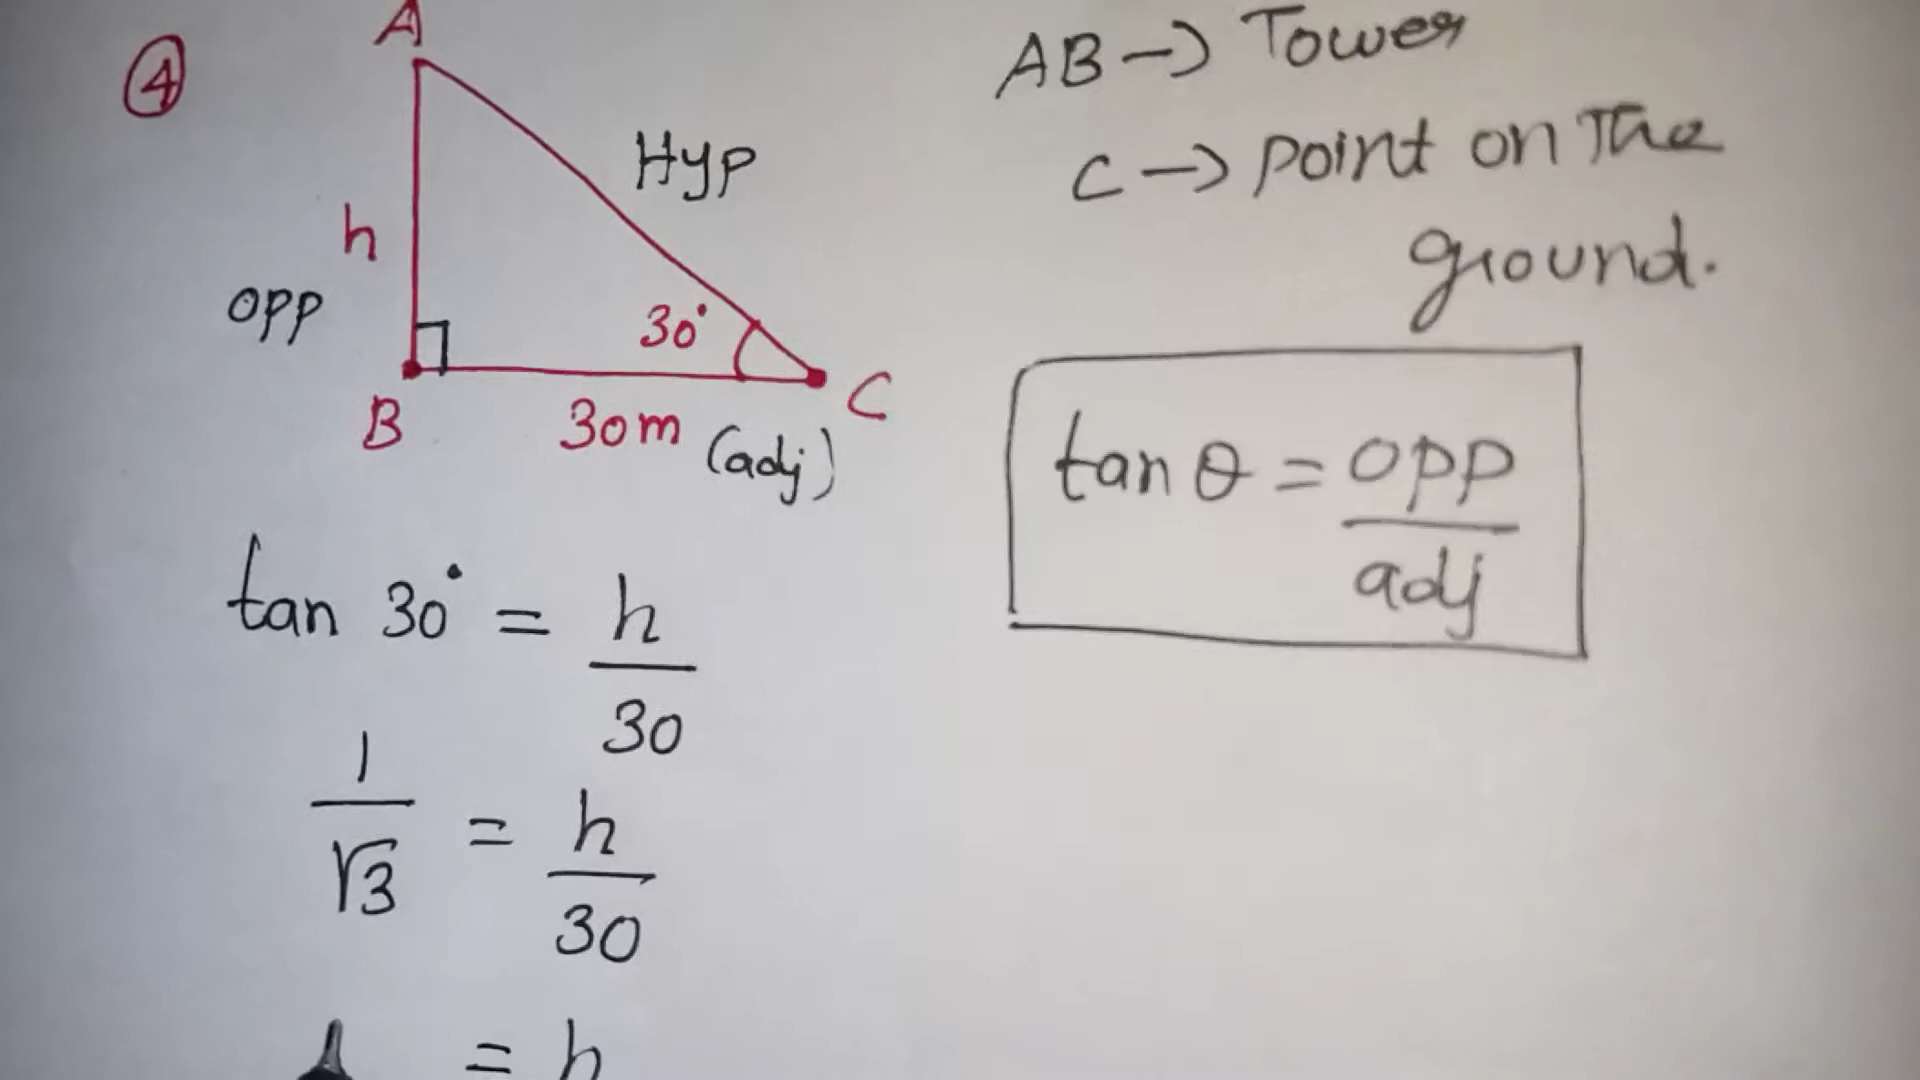 ④
A
AB → Tower
Hyp
C → point on The
ground.
h
opp
30°
B
30m
(adj)
C
tan θ = opp
adj
tan 30° = h
30
1 = h
√3 30
= h